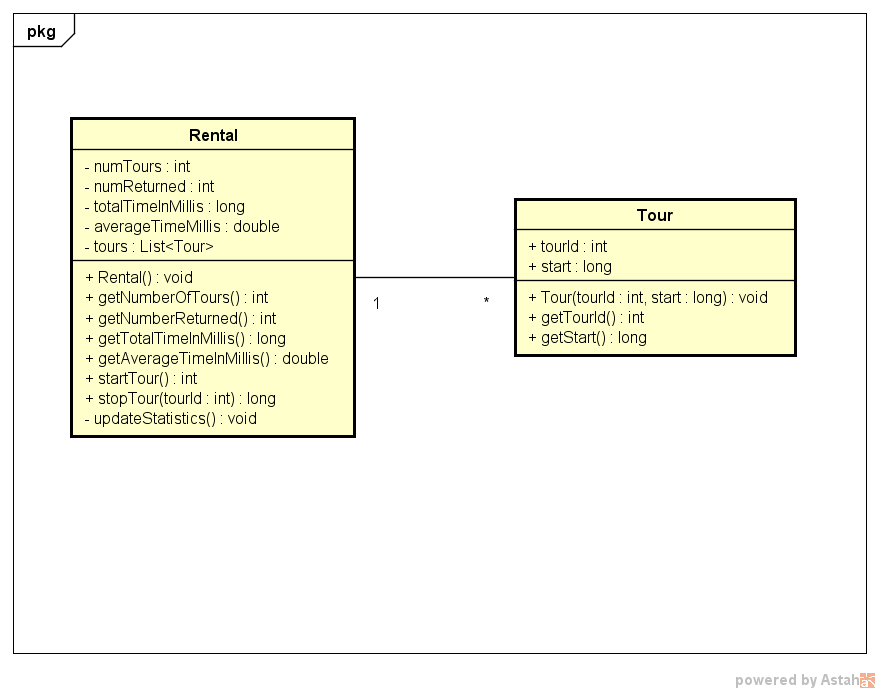 pkg
Rental
- numTours : int
- numReturned : int
- totalTimeInMillis : long
- averageTimeMillis : double
- tours : List<Tour>
+ Rental() : void
+ getNumberOfTours() : int
+ getNumberReturned() : int
+ getTotalTimeInMillis() : long
+ getAverageTimeInMillis() : double
+ startTour() : int
+ stopTour(tourId : int) : long
- updateStatistics() : void
1
*
Tour
+ tourId : int
+ start : long
+ Tour(tourId : int, start : long) : void
+ getTourId() : int
+ getStart() : long
powered by Astah